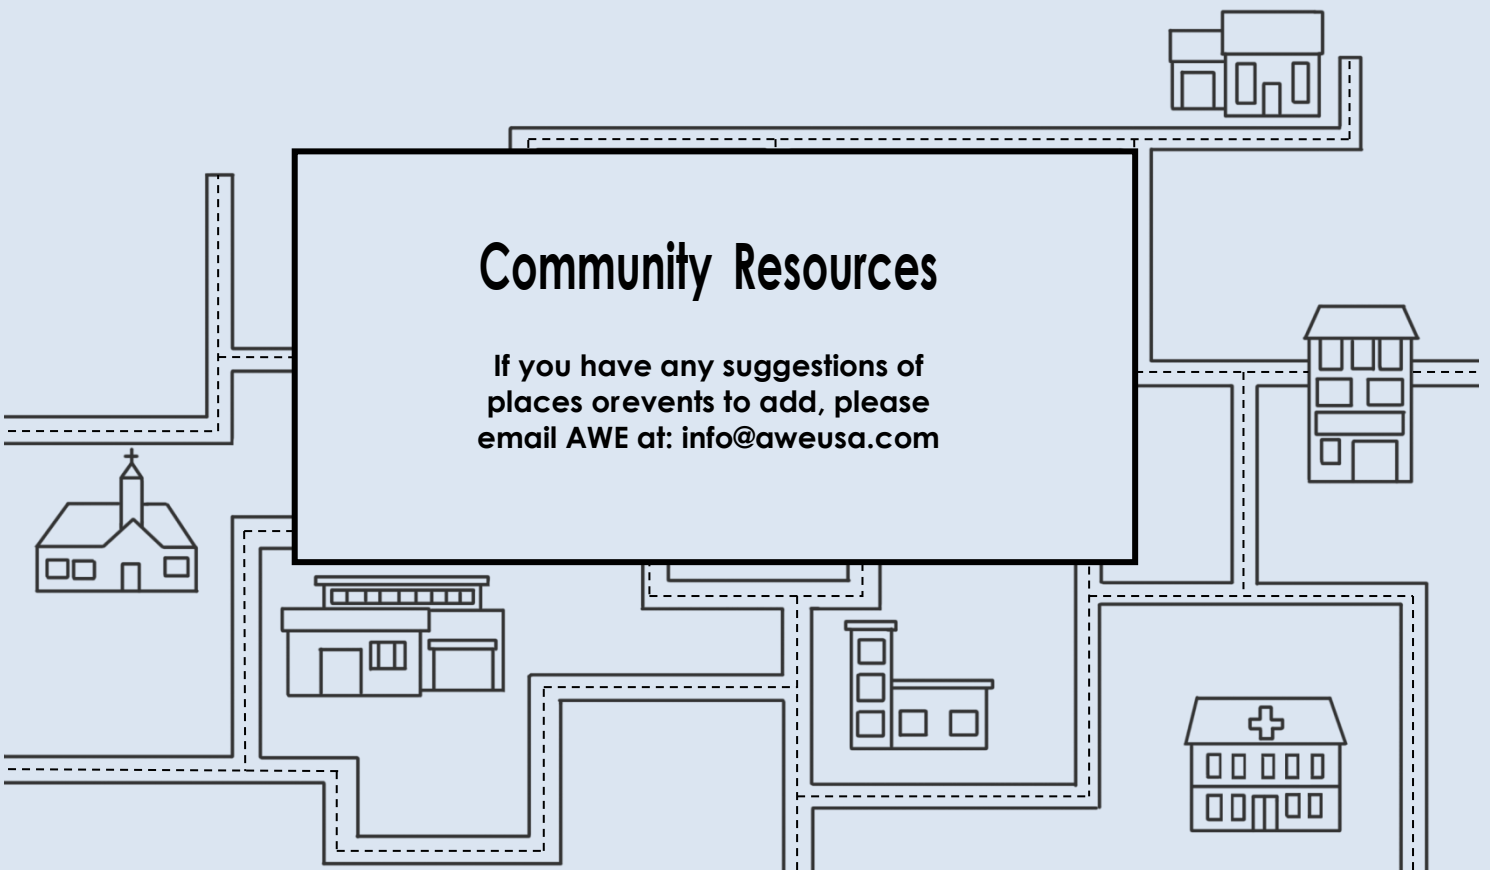 Community Resources
If you have any suggestions of
places orevents to add, please
email AWE at: info@aweusa.com